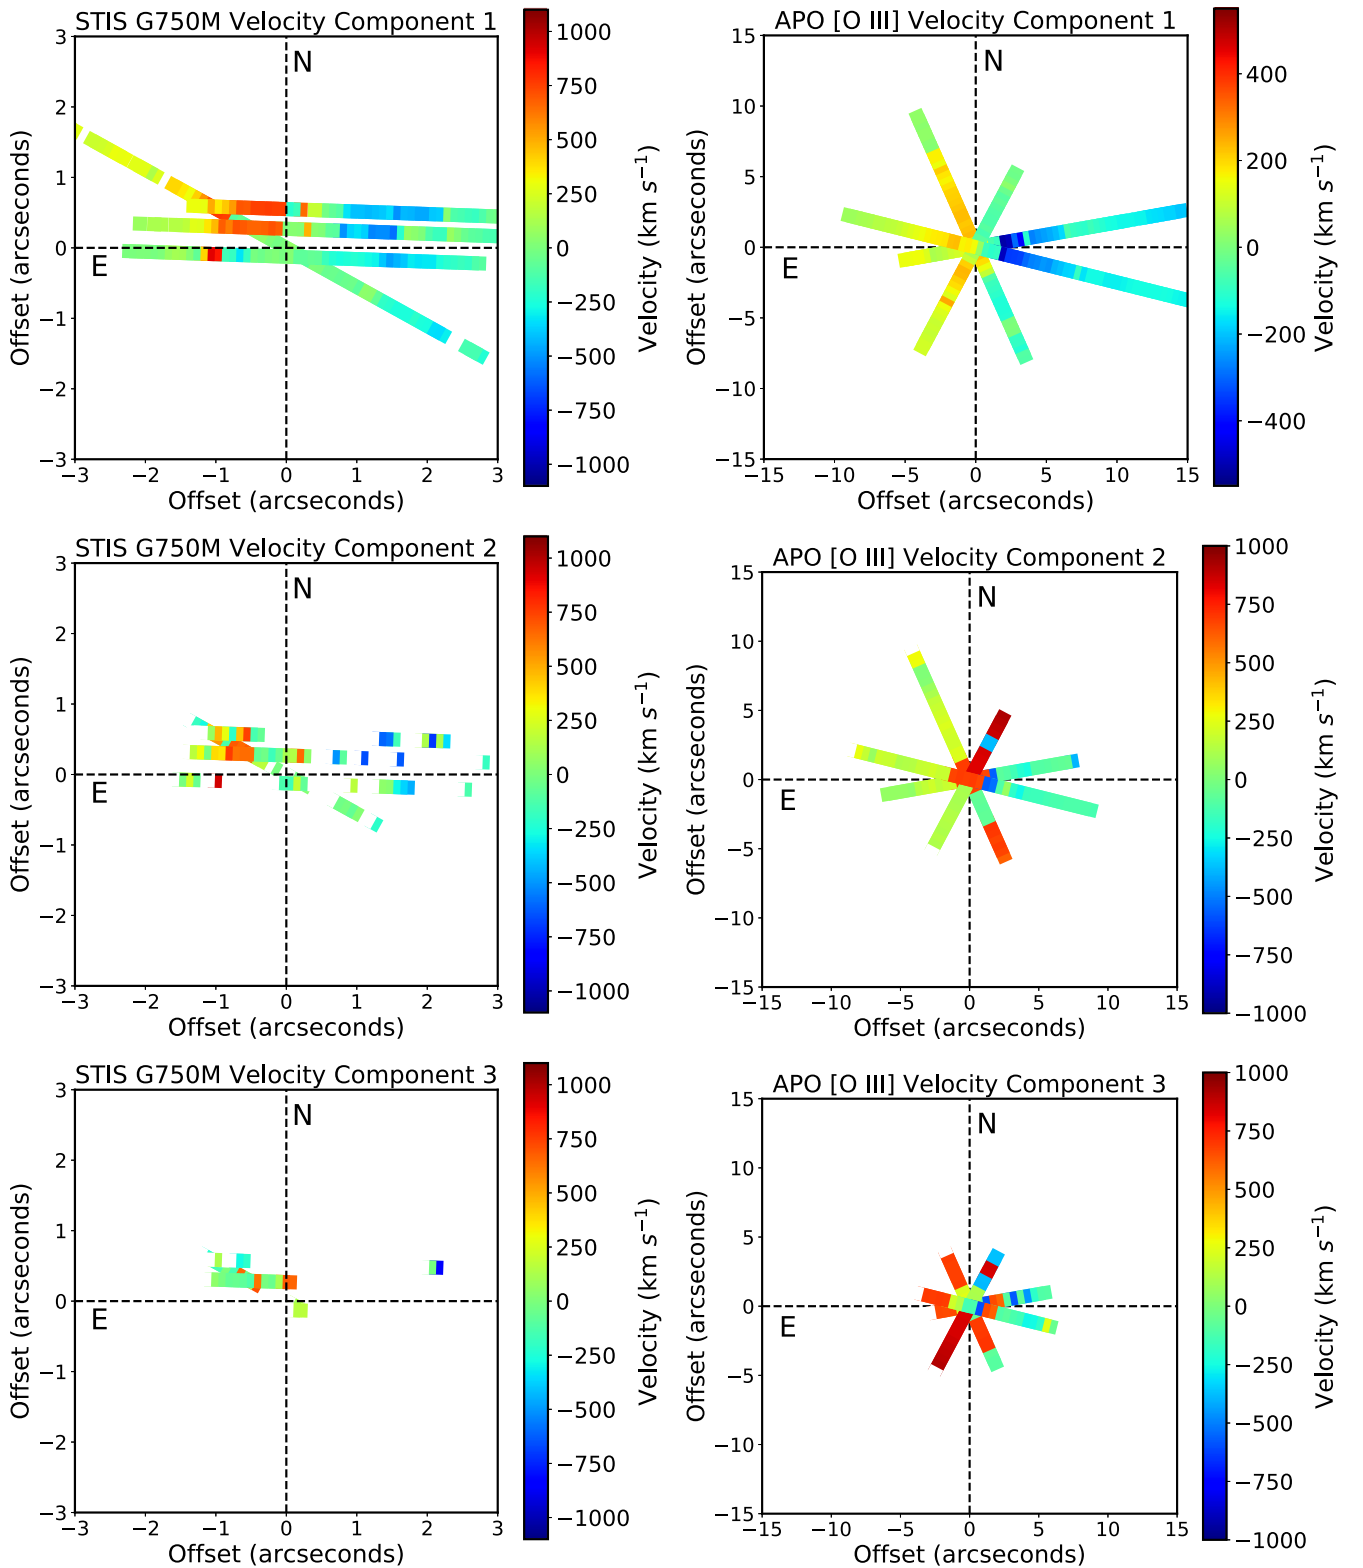 STIS G750M Velocity Component 1
3
2
1
0
−1
−2
−3
−3 −2 −1 0 1 2 3
N
E
Offset (arcseconds)
Offset (arcseconds)
1000
750
500
250
0
−250
−500
−750
−1000
Velocity (km s−1)
APO [O III] Velocity Component 1
15
10
5
0
−5
−10
−15
−15 −10 −5 0 5 10 15
N
E
Offset (arcseconds)
Offset (arcseconds)
400
200
0
−200
−400
Velocity (km s−1)
STIS G750M Velocity Component 2
3
2
1
0
−1
−2
−3
−3 −2 −1 0 1 2 3
N
E
Offset (arcseconds)
Offset (arcseconds)
1000
750
500
250
0
−250
−500
−750
−1000
Velocity (km s−1)
APO [O III] Velocity Component 2
15
10
5
0
−5
−10
−15
−15 −10 −5 0 5 10 15
N
E
Offset (arcseconds)
Offset (arcseconds)
1000
750
500
250
0
−250
−500
−750
−1000
Velocity (km s−1)
STIS G750M Velocity Component 3
3
2
1
0
−1
−2
−3
−3 −2 −1 0 1 2 3
N
E
Offset (arcseconds)
Offset (arcseconds)
1000
750
500
250
0
−250
−500
−750
−1000
Velocity (km s−1)
APO [O III] Velocity Component 3
15
10
5
0
−5
−10
−15
−15 −10 −5 0 5 10 15
N
E
Offset (arcseconds)
Offset (arcseconds)
1000
750
500
250
0
−250
−500
−750
−1000
Velocity (km s−1)